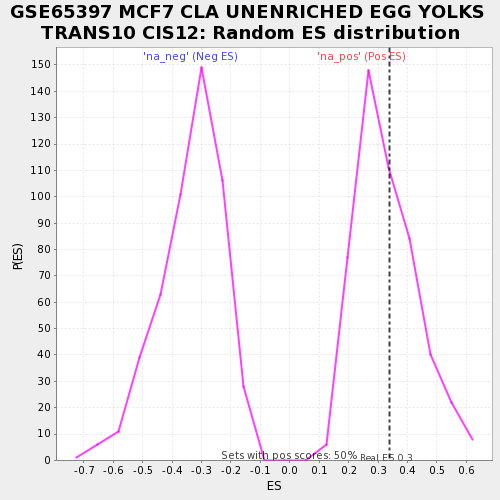 GSE65397 MCF7 CLA UNENRICHED EGG YOLKS
TRANS10 CIS12: Random ES distribution
'na_neg' (Neg ES)
'na_pos' (Pos ES)
P(ES)
150
140
130
120
110
100
90
80
70
60
50
40
30
20
10
0
Sets with pos scores: 50%
Real ES 0.3
-0.7 -0.6 -0.5 -0.4 -0.3 -0.2 -0.1 0.0 0.1 0.2 0.3 0.4 0.5 0.6
ES